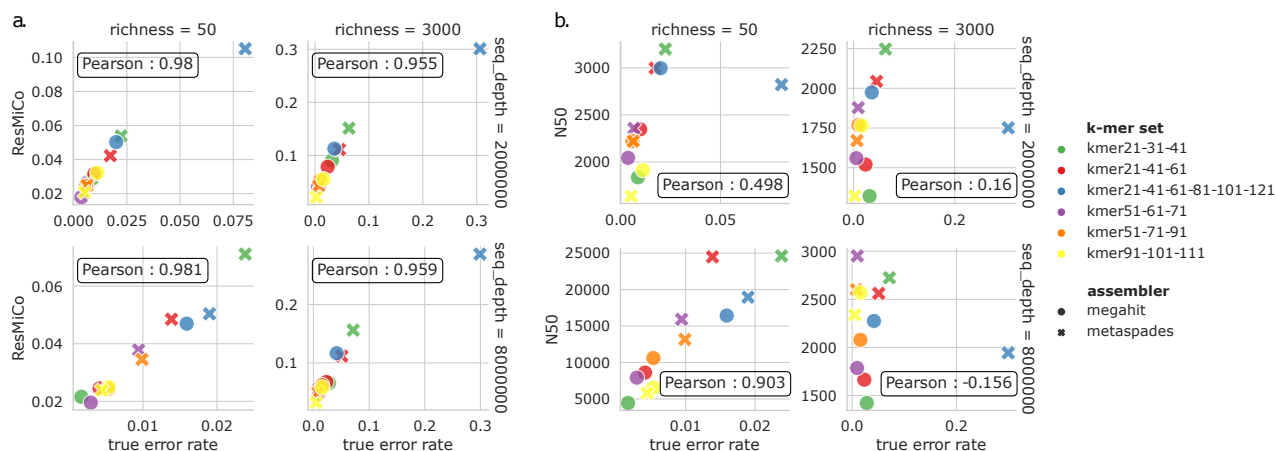 a.
richness = 50
richness = 3000
ResMiCo
0.10
0.08
0.06
0.04
0.02
Pearson : 0.98
0.000
0.025
0.050
0.075
0.3
0.2
0.1
Pearson : 0.955
0.0
0.1
0.2
0.3
seq_depth = 2000000
ResMiCo
0.06
0.04
0.02
Pearson : 0.981
0.01
0.02
true error rate
0.2
0.1
Pearson : 0.959
0.0
0.1
0.2
0.3
true error rate
seq_depth = 8000000
b.
richness = 50
richness = 3000
N50
3000
2500
2000
Pearson : 0.498
0.00
0.05
2250
2000
1750
1500
Pearson : 0.16
0.0
0.2
seq_depth = 2000000
N50
25000
20000
15000
10000
5000
Pearson : 0.903
0.01
0.02
true error rate
3000
2500
2000
1500
Pearson : -0.156
0.0
0.2
true error rate
seq_depth = 8000000
k-mer set
kmer21-31-41
kmer21-41-61
kmer21-41-61-81-101-121
kmer51-61-71
kmer51-71-91
kmer91-101-111
assembler
megahit
metaspades